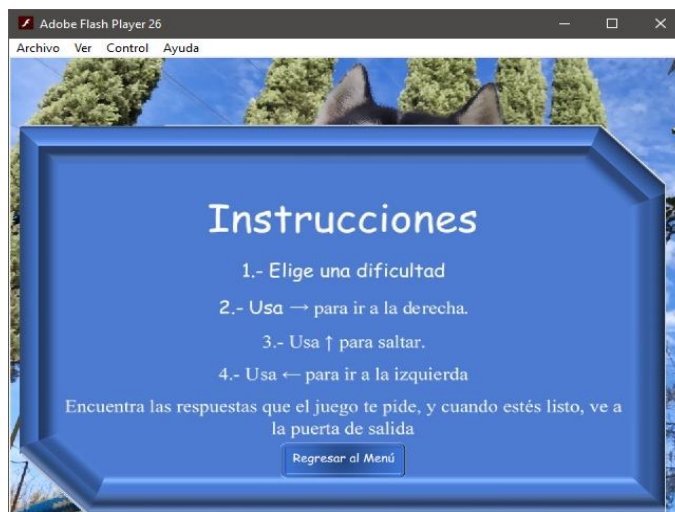 Adobe Flash Player 26
Archivo Ver Control Ayuda
Instrucciones
1.- Elige una dificultad
2.- Usa → para ir a la derecha.
3.- Usa ↑ para saltar.
4.- Usa ← para ir a la izquierda
Encuentra las respuestas que el juego te pide, y cuando estés listo, ve a
la puerta de salida
Regresar al Menú